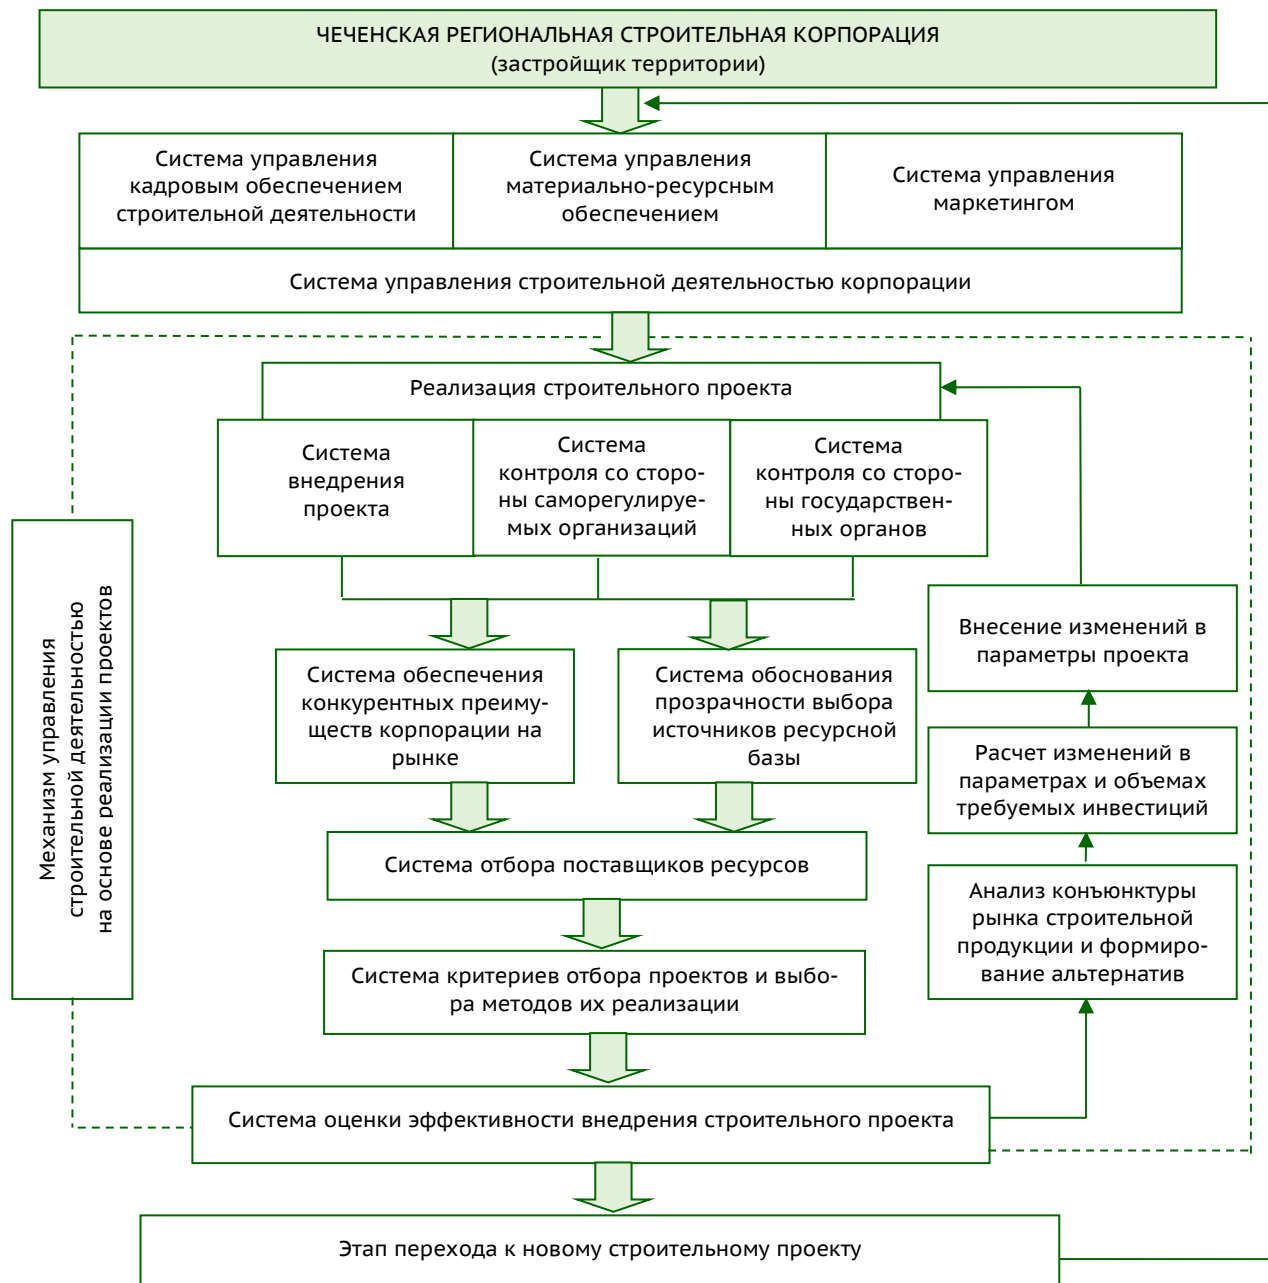 ЧЕЧЕНСКАЯ РЕГИОНАЛЬНАЯ СТРОИТЕЛЬНАЯ КОРПОРАЦИЯ
(застройщик территории)
Система управления
кадровым обеспечением
строительной деятельности
Система управления
материально-ресурсным
обеспечением
Система управления
маркетингом
Система управления строительной деятельностью корпорации
Реализация строительного проекта
Система
внедрения
проекта
Система
контроля со сторо-
ны саморегулируе-
мых организаций
Система
контроля со сторо-
ны государствен-
ных органов
Механизм управления
строительной деятельностью
на основе реализации проектов
Система обеспечения
конкурентных преиму-
ществ корпорации на
рынке
Система обоснования
прозрачности выбора
источников ресурсной
базы
Внесение изменений в
параметры проекта
Расчет изменений в
параметрах и объемах
требуемых инвестиций
Анализ конъюнктуры
рынка строительной
продукции и формиро-
вание альтернатив
Система отбора поставщиков ресурсов
Система критериев отбора проектов и выбо-
ра методов их реализации
Система оценки эффективности внедрения строительного проекта
Этап перехода к новому строительному проекту